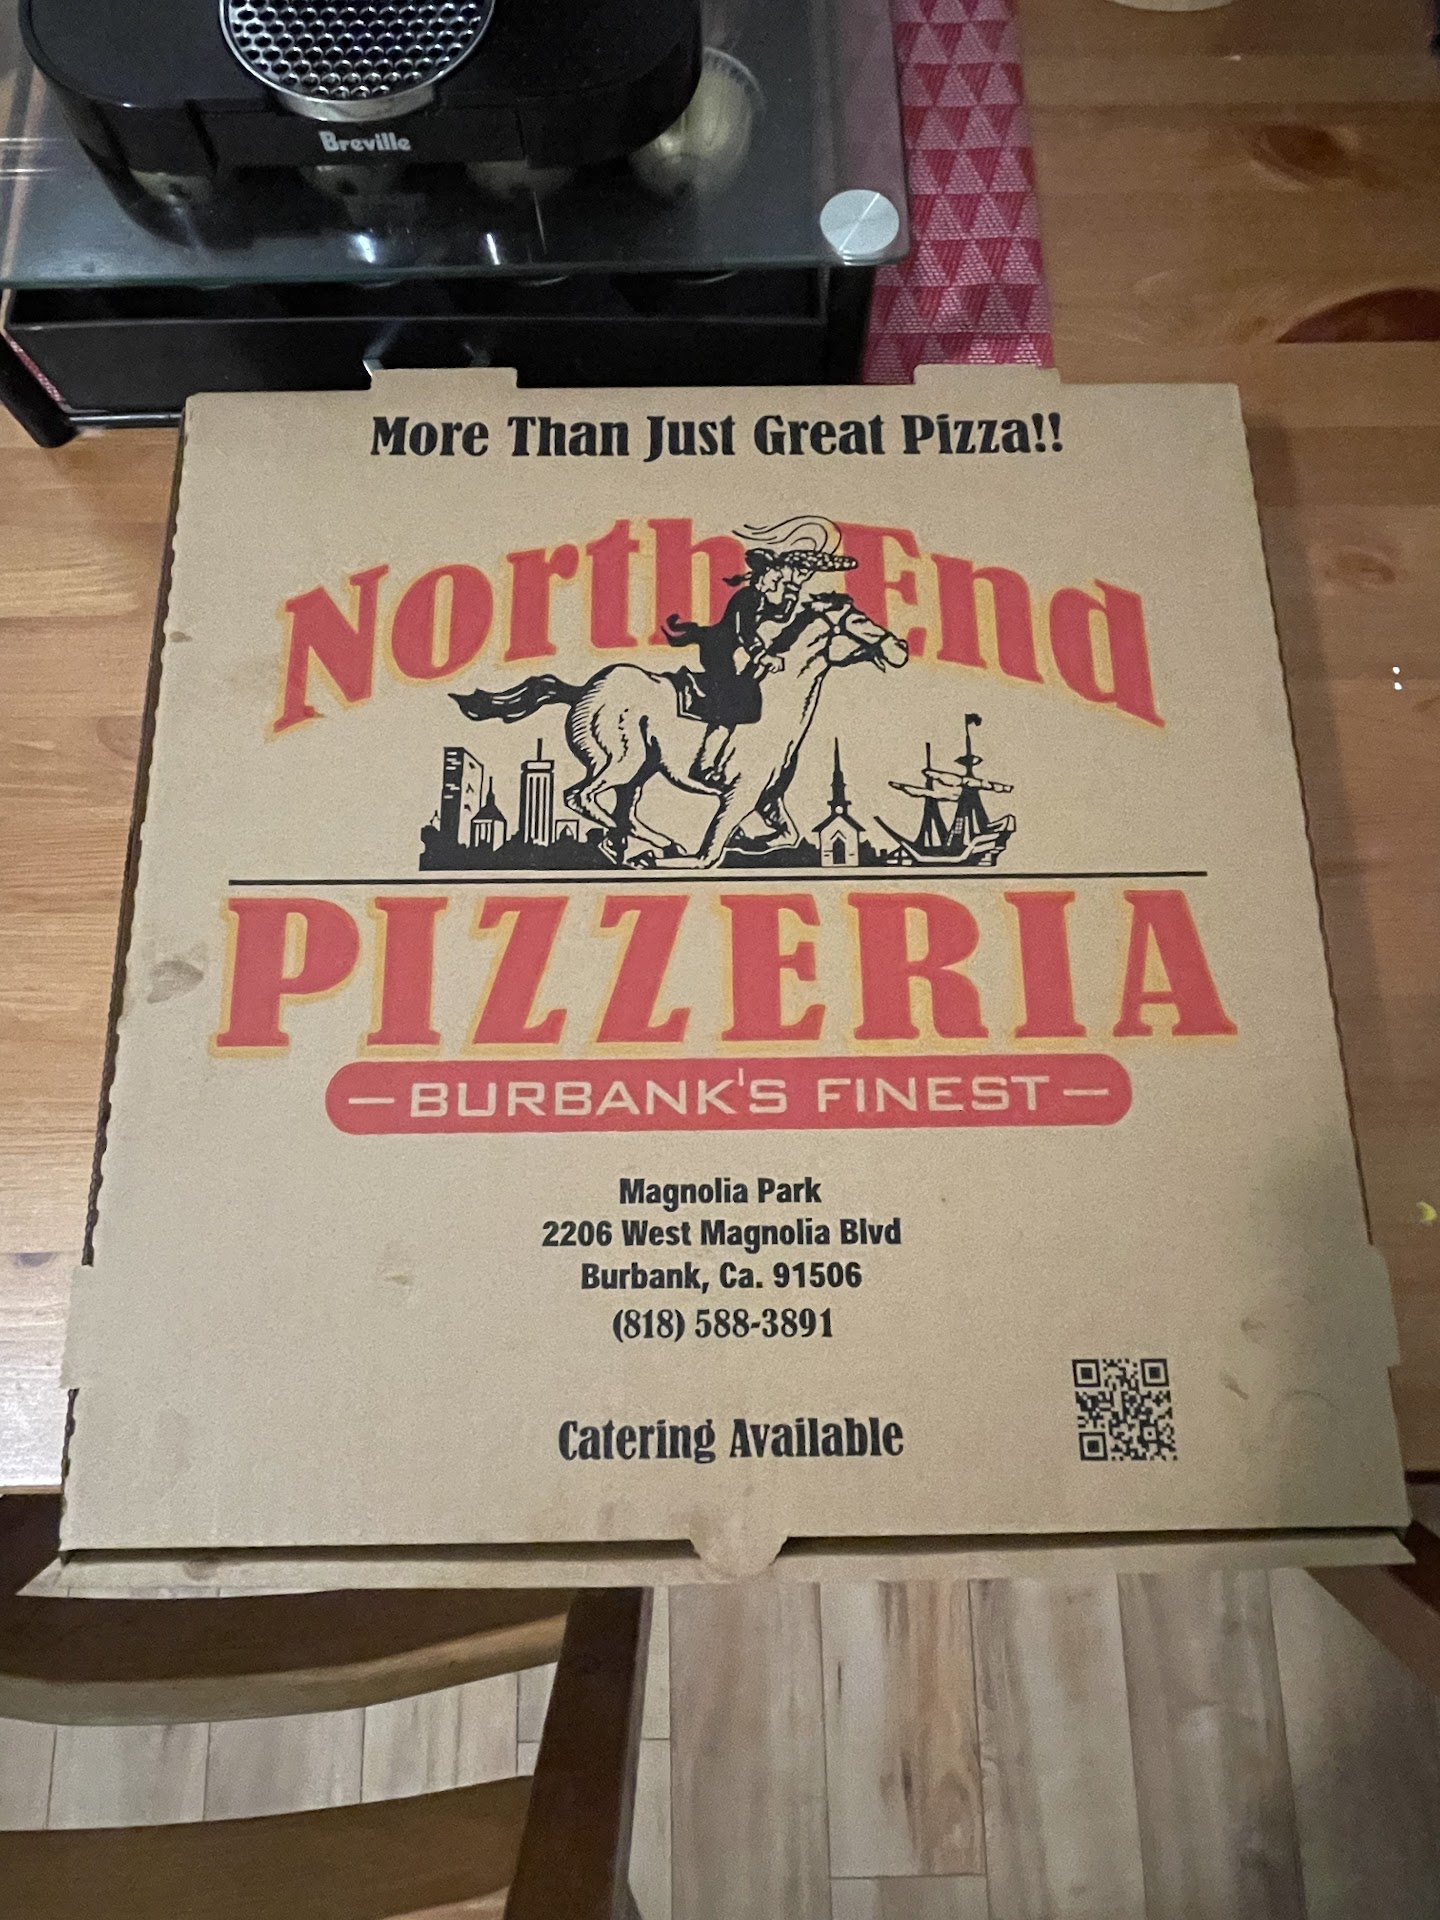 Breville
More Than Just Great Pizza!!
North End
PIZZERIA
– BURBANK'S FINEST –
Magnolia Park
2206 West Magnolia Blvd
Burbank, Ca. 91506
(818) 588-3891
Catering Available